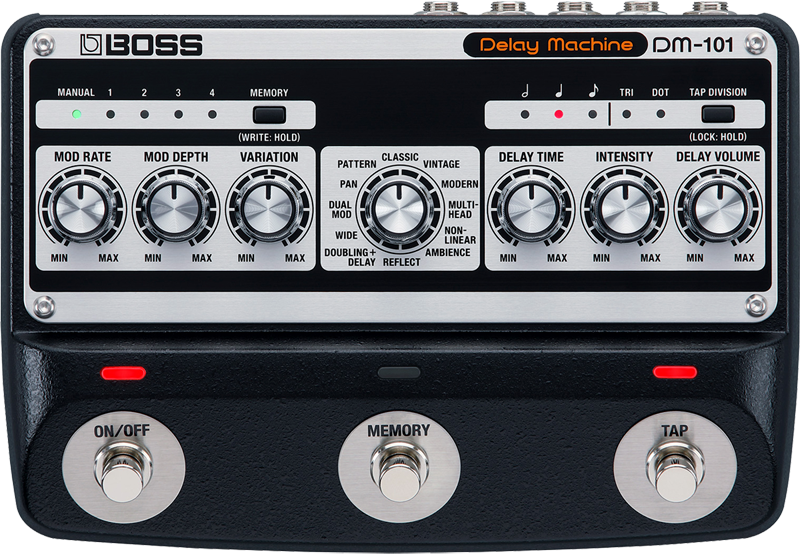 BOSS
Delay Machine DM-101
MANUAL 1 2 3 4 MEMORY
(WRITE: HOLD)
TRI DOT TAP DIVISION
(LOCK: HOLD)
MOD RATE
MIN MAX
MOD DEPTH
MIN MAX
VARIATION
MIN MAX
CLASSIC
VINTAGE
MODERN
MULTI-
HEAD
NON-
LINEAR
AMBIENCE
REFLECT
DOUBLING+
DELAY
WIDE
DUAL
MOD
PAN
PATTERN
DELAY TIME
MIN MAX
INTENSITY
MIN MAX
DELAY VOLUME
MIN MAX
ON/OFF
MEMORY
TAP